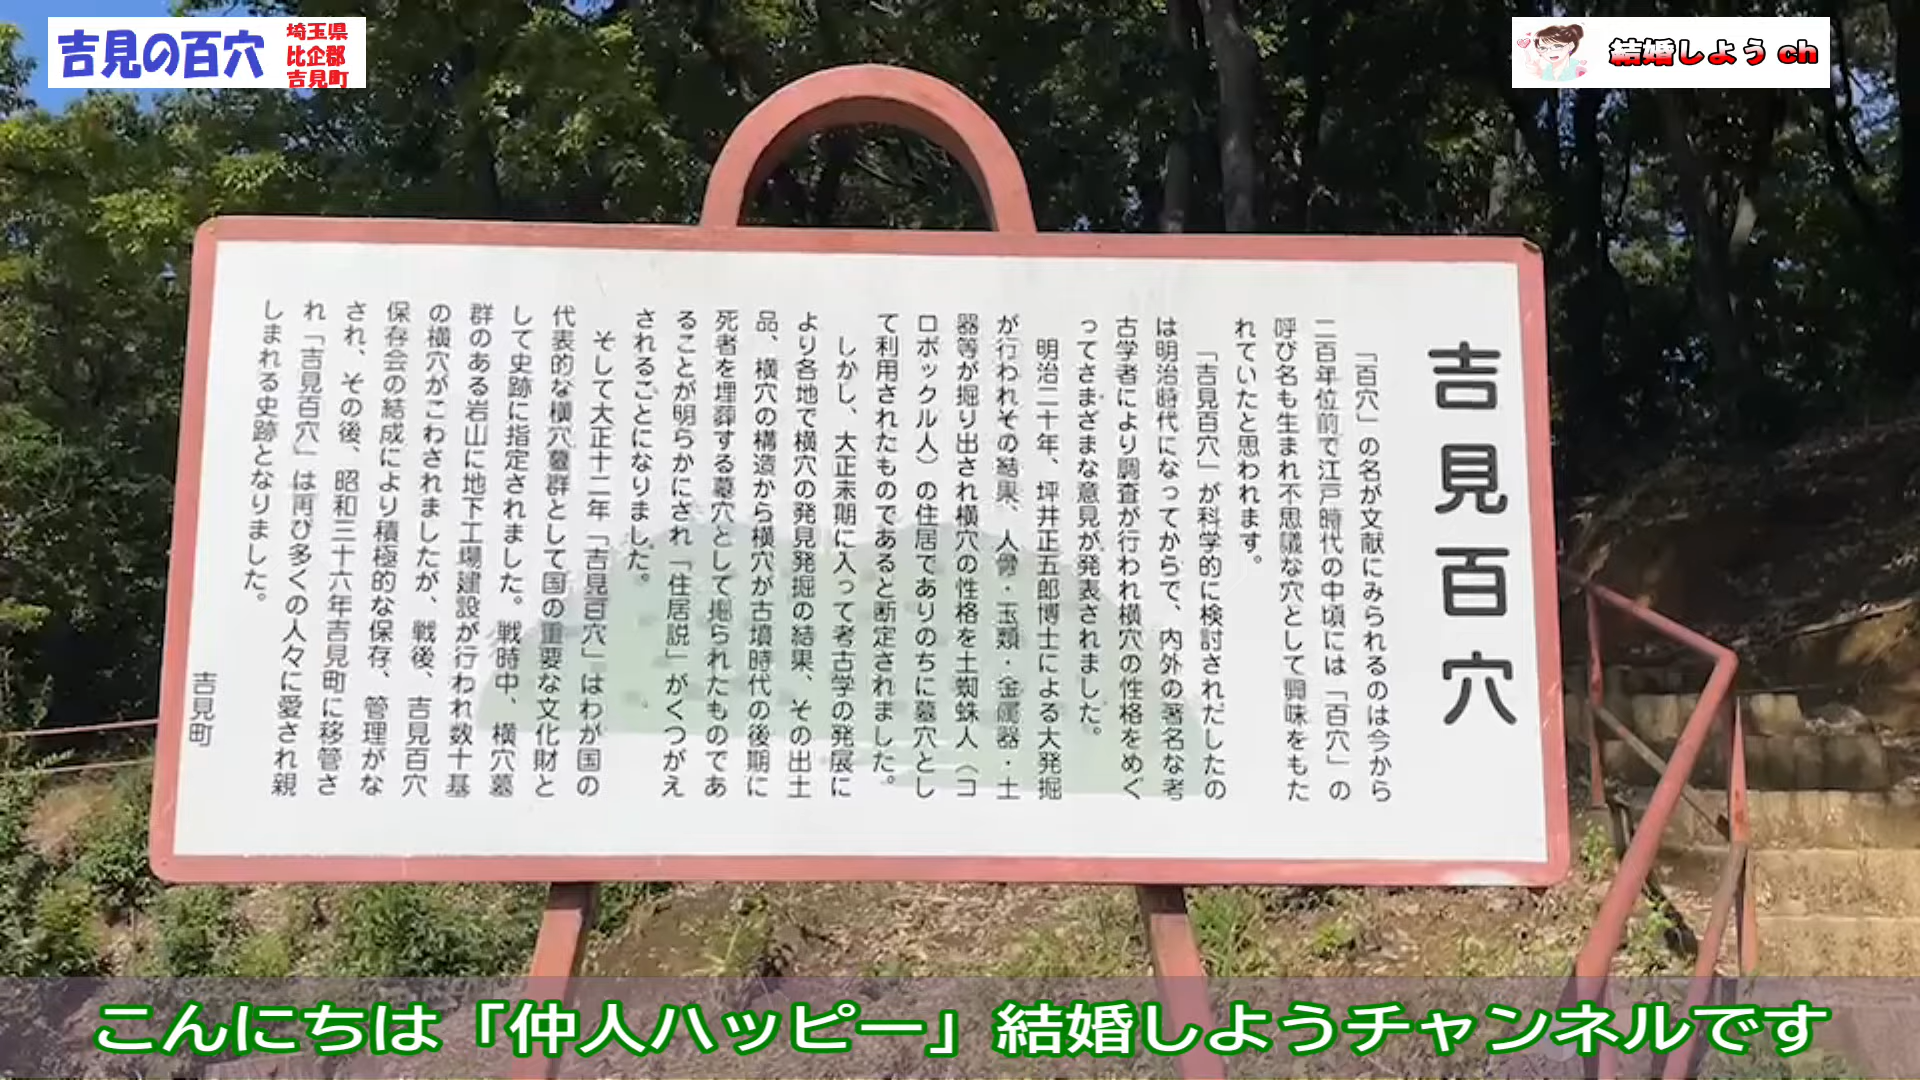 吉見の百穴
埼玉県
比企郡
吉見町
結婚しよう ch
吉見百穴
「百穴」の名が文献にみられるのは今から
二百年位前で江戸時代の中頃には「百穴」の
呼び名も生まれ不思議な穴として興味をもた
れていたと思われます。
「吉見百穴」が科学的に検討されだしたの
は明治時代になってからで、内外の著名な考
古学者により調査が行われ横穴の性格をめく
ってさまざまな意見が発表されました。
明治二十年、坪井正五郎博士による大発掘
が行われその結果、人骨・玉類・金属器・土
器等が掘り出され横穴の性格を土蜘蛛人（コ
ロボックル人）の住居でありのちに墓穴とし
て利用されたものであると断定されました。
しかし、大正末期に入って考古学の発展に
より各地で横穴の発見発掘の結果、その出土
品、横穴の構造から横穴が古墳時代の後期に
死者を埋葬する墓穴として掘られたものであ
ることが明らかにされ「住居説」がくつがえ
されるごとになりました。
そして大正十二年「吉見百穴」はわが国の
代表的な横穴墓群として国の重要な文化財と
して史跡に指定されました。戦時中、横穴墓
群のある岩山に地下工場建設が行われ数十基
の横穴がこわされましたが、戦後、吉見百穴
保存会の結成により積極的な保存、管理がな
され、その後、昭和三十六年吉見町に移管さ
れ「吉見百穴」は再び多くの人々に愛され親
しまれる史跡となりました。
吉見町
こんにちは「仲人ハッピー」結婚しようチャンネルです